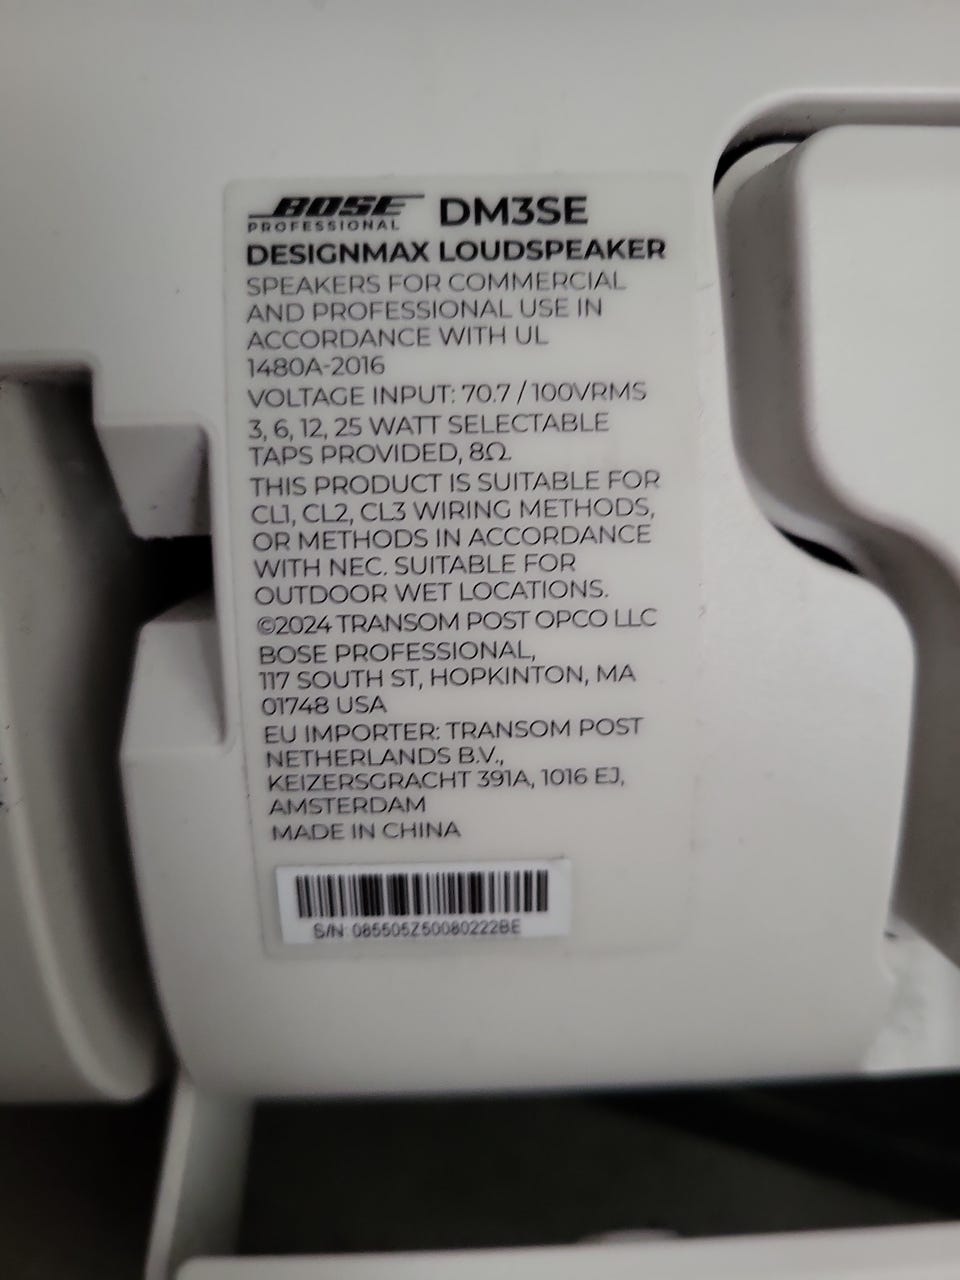 BOSE DM3SE
PROFESSIONAL
DESIGNMAX LOUDSPEAKER
SPEAKERS FOR COMMERCIAL
AND PROFESSIONAL USE IN
ACCORDANCE WITH UL
1480A-2016
VOLTAGE INPUT: 70.7 / 100VRMS
3, 6, 12, 25 WATT SELECTABLE
TAPS PROVIDED, 8Ω.
THIS PRODUCT IS SUITABLE FOR
CL1, CL2, CL3 WIRING METHODS,
OR METHODS IN ACCORDANCE
WITH NEC. SUITABLE FOR
OUTDOOR WET LOCATIONS.
©2024 TRANSOM POST OPCO LLC
BOSE PROFESSIONAL,
117 SOUTH ST, HOPKINTON, MA
01748 USA
EU IMPORTER: TRANSOM POST
NETHERLANDS B.V.,
KEIZERSGRACHT 391A, 1016 EJ,
AMSTERDAM
MADE IN CHINA
S/N: 085505Z50080222BE